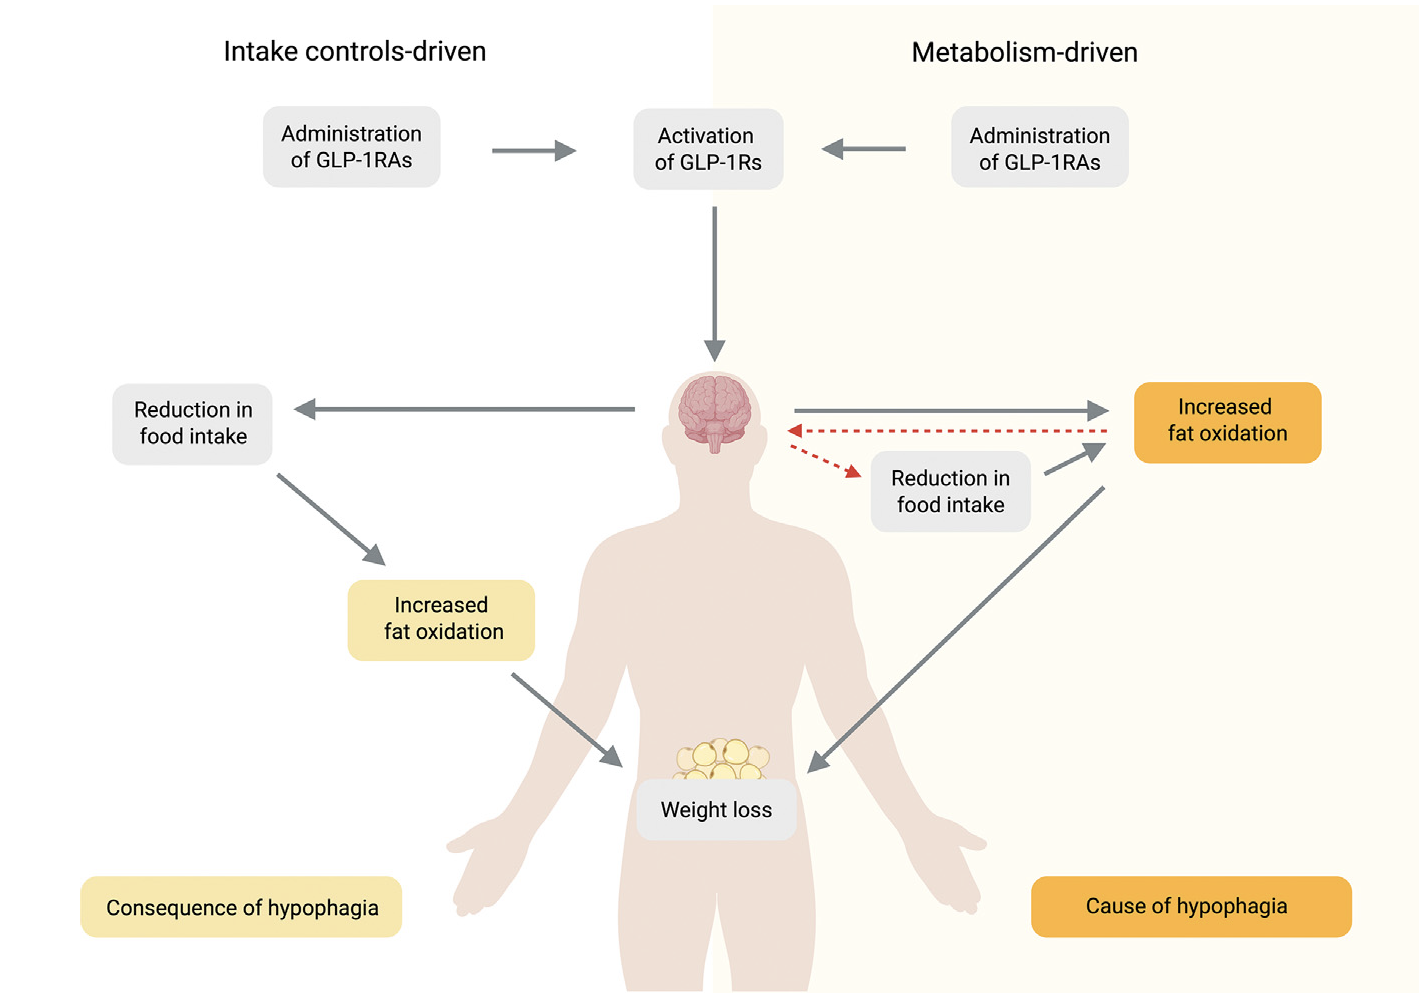 Intake controls-driven
Metabolism-driven
Administration
of GLP-1RAs
Activation
of GLP-1Rs
Administration
of GLP-1RAs
Reduction in
food intake
Increased
fat oxidation
Reduction in
food intake
Increased
fat oxidation
Weight loss
Consequence of hypophagia
Cause of hypophagia